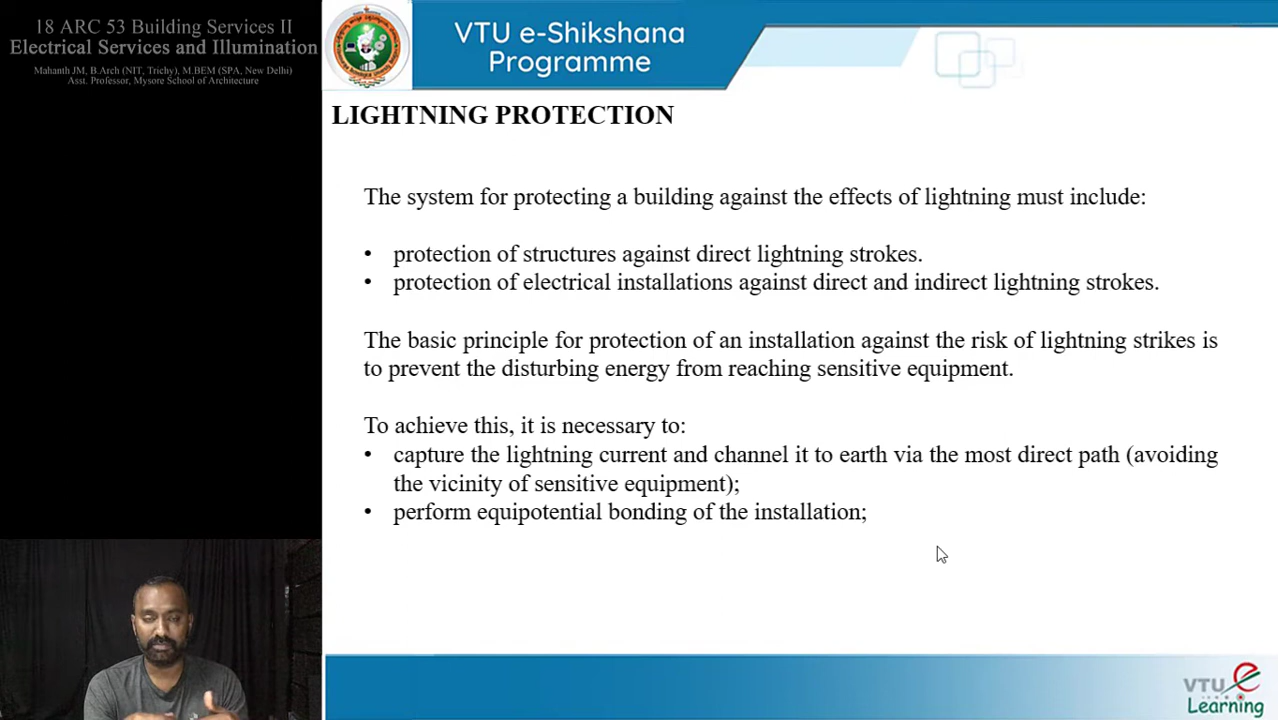 18 ARC 53 Building Services II
Electrical Services and Illumination
Mahanth JM, B.Arch (NIT, Trichy), M.BEM (SPA, New Delhi)
Asst. Professor, Mysore School of Architecture
VTU e-Shikshana
Programme
LIGHTNING PROTECTION
The system for protecting a building against the effects of lightning must include:
• protection of structures against direct lightning strokes.
• protection of electrical installations against direct and indirect lightning strokes.
The basic principle for protection of an installation against the risk of lightning strikes is
to prevent the disturbing energy from reaching sensitive equipment.
To achieve this, it is necessary to:
• capture the lightning current and channel it to earth via the most direct path (avoiding
the vicinity of sensitive equipment);
• perform equipotential bonding of the installation;
VTU e
Learning